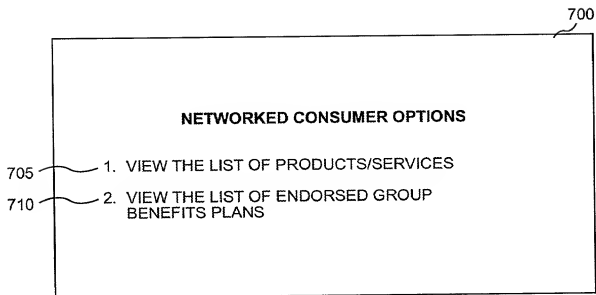 700
NETWORKED CONSUMER OPTIONS
705 1. VIEW THE LIST OF PRODUCTS/SERVICES
710 2. VIEW THE LIST OF ENDORSED GROUP
BENEFITS PLANS